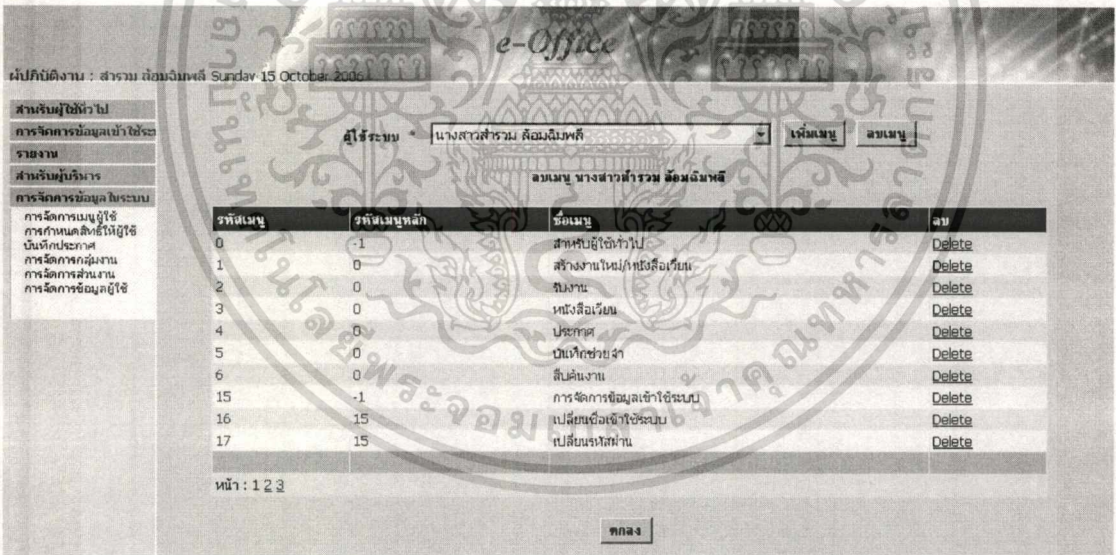 e-Office
ผู้ปฏิบัติงาน : สำรวม ล้อมฉิมพลี Sunday 15 October 2006
สำหรับผู้ใช้ทั่วไป
การจัดการข้อมูลเข้าใช้ระ
รายงาน
สำหรับผู้บริหาร
การจัดการข้อมูลในระบบ
การจัดการเมนูผู้ใช้
การกำหนดสิทธิ์ให้ผู้ใช้
บันทึกประกาศ
การจัดการกลุ่มงาน
การจัดการส่วนงาน
การจัดการข้อมูลผู้ใช้
ผู้ใช้ระบบ * นางสาวสำรวม ล้อมฉิมพลี เพิ่มเมนู ลบเมนู
ลบเมนู นางสาวสำรวม ล้อมฉิมพลี
รหัสเมนู รหัสเมนูหลัก ชื่อเมนู ลบ
0 -1 สำหรับผู้ใช้ทั่วไป Delete
1 0 สร้างงานใหม่/หนังสือเวียน Delete
2 0 รับงาน Delete
3 0 หนังสือเวียน Delete
4 0 ประกาศ Delete
5 0 บันทึกช่วยจำ Delete
6 0 สืบค้นงาน Delete
15 -1 การจัดการข้อมูลเข้าใช้ระบบ Delete
16 15 เปลี่ยนชื่อเข้าใช้ระบบ Delete
17 15 เปลี่ยนรหัสผ่าน Delete
หน้า : 1 2 3
ตกลง